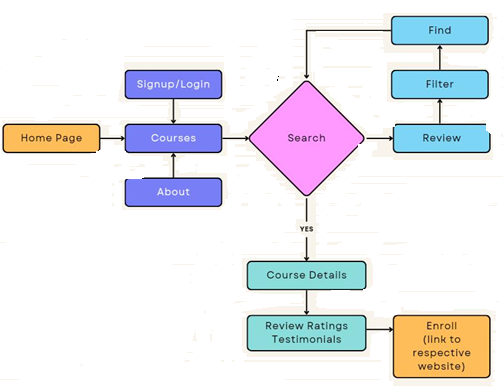 Find
Signup/Login
Filter
Home Page
Courses
Search
Review
About
YES
Course Details
Review Ratings
Testimonials
Enroll
(link to
respective
website)